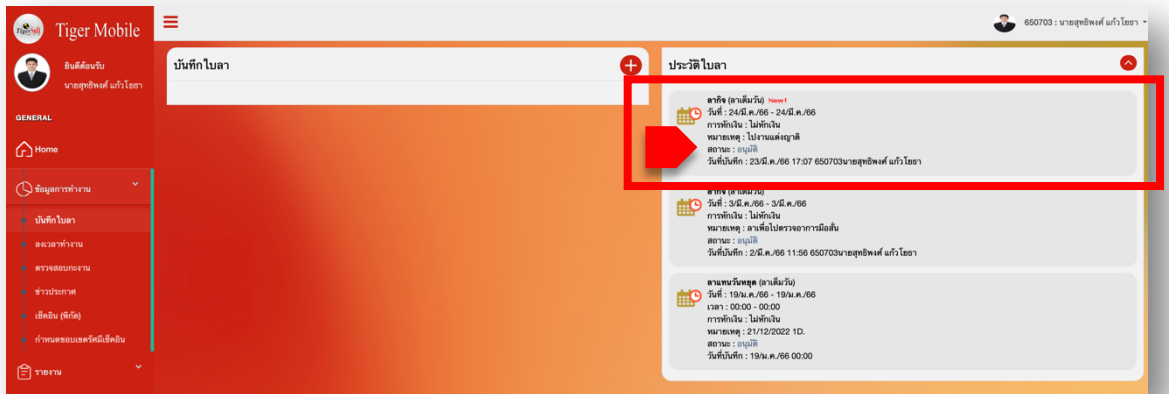 Tiger Mobile
650703 : นายสุทธิพงศ์ แก้วโยธา
ยินดีต้อนรับ
นายสุทธิพงศ์ แก้วโยธา
GENERAL
Home
ข้อมูลการทำงาน
บันทึกใบลา
ลงเวลาทำงาน
ตรวจสอบกะงาน
ข่าวประกาศ
เช็คอิน (พิกัด)
กำหนดขอบเขตรัศมีเช็คอิน
รายงาน
บันทึกใบลา
ประวัติใบลา
ลากิจ (ลาเต็มวัน) New!
วันที่ : 24/มี.ค./66 - 24/มี.ค./66
การหักเงิน : ไม่หักเงิน
หมายเหตุ : ไปงานแต่งญาติ
สถานะ : อนุมัติ
วันที่บันทึก : 23/มี.ค./66 17:07 650703นายสุทธิพงศ์ แก้วโยธา
ลากิจ (ลาเต็มวัน)
วันที่ : 3/มี.ค./66 - 3/มี.ค./66
การหักเงิน : ไม่หักเงิน
หมายเหตุ : ลาเพื่อไปตรวจอาการมือสั่น
สถานะ : อนุมัติ
วันที่บันทึก : 2/มี.ค./66 11:56 650703นายสุทธิพงศ์ แก้วโยธา
ลาแทนวันหยุด (ลาเต็มวัน)
วันที่ : 19/ม.ค./66 - 19/ม.ค./66
เวลา : 00:00 - 00:00
การหักเงิน : ไม่หักเงิน
หมายเหตุ : 21/12/2022 1D.
สถานะ : อนุมัติ
วันที่บันทึก : 19/ม.ค./66 00:00